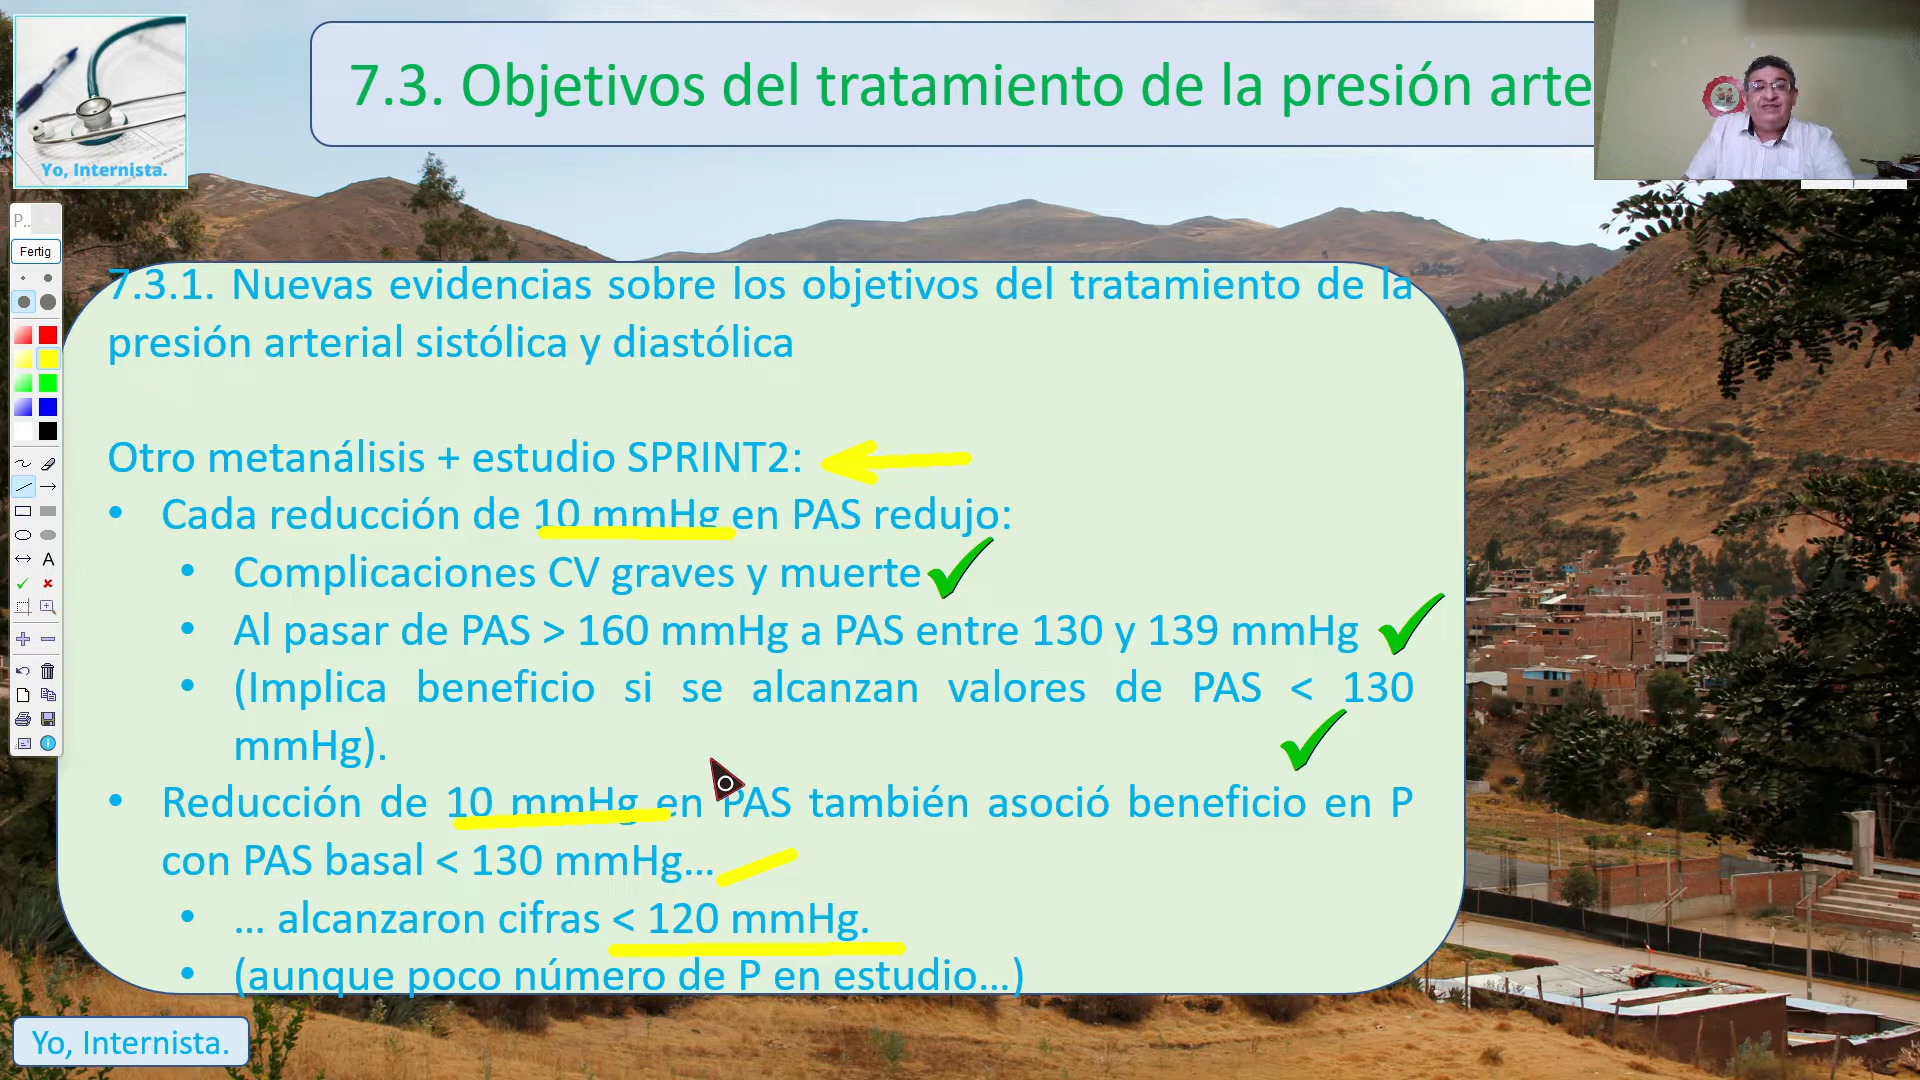 Yo, Internista.
7.3. Objetivos del tratamiento de la presión arte
P..
Fertig
7.3.1. Nuevas evidencias sobre los objetivos del tratamiento de la
presión arterial sistólica y diastólica
Otro metanálisis + estudio SPRINT2:
• Cada reducción de 10 mmHg en PAS redujo:
• Complicaciones CV graves y muerte
• Al pasar de PAS > 160 mmHg a PAS entre 130 y 139 mmHg
• (Implica beneficio si se alcanzan valores de PAS < 130
mmHg).
• Reducción de 10 mmHg en PAS también asoció beneficio en P
con PAS basal < 130 mmHg...
• ... alcanzaron cifras < 120 mmHg.
• (aunque poco número de P en estudio...)
A
Yo, Internista.